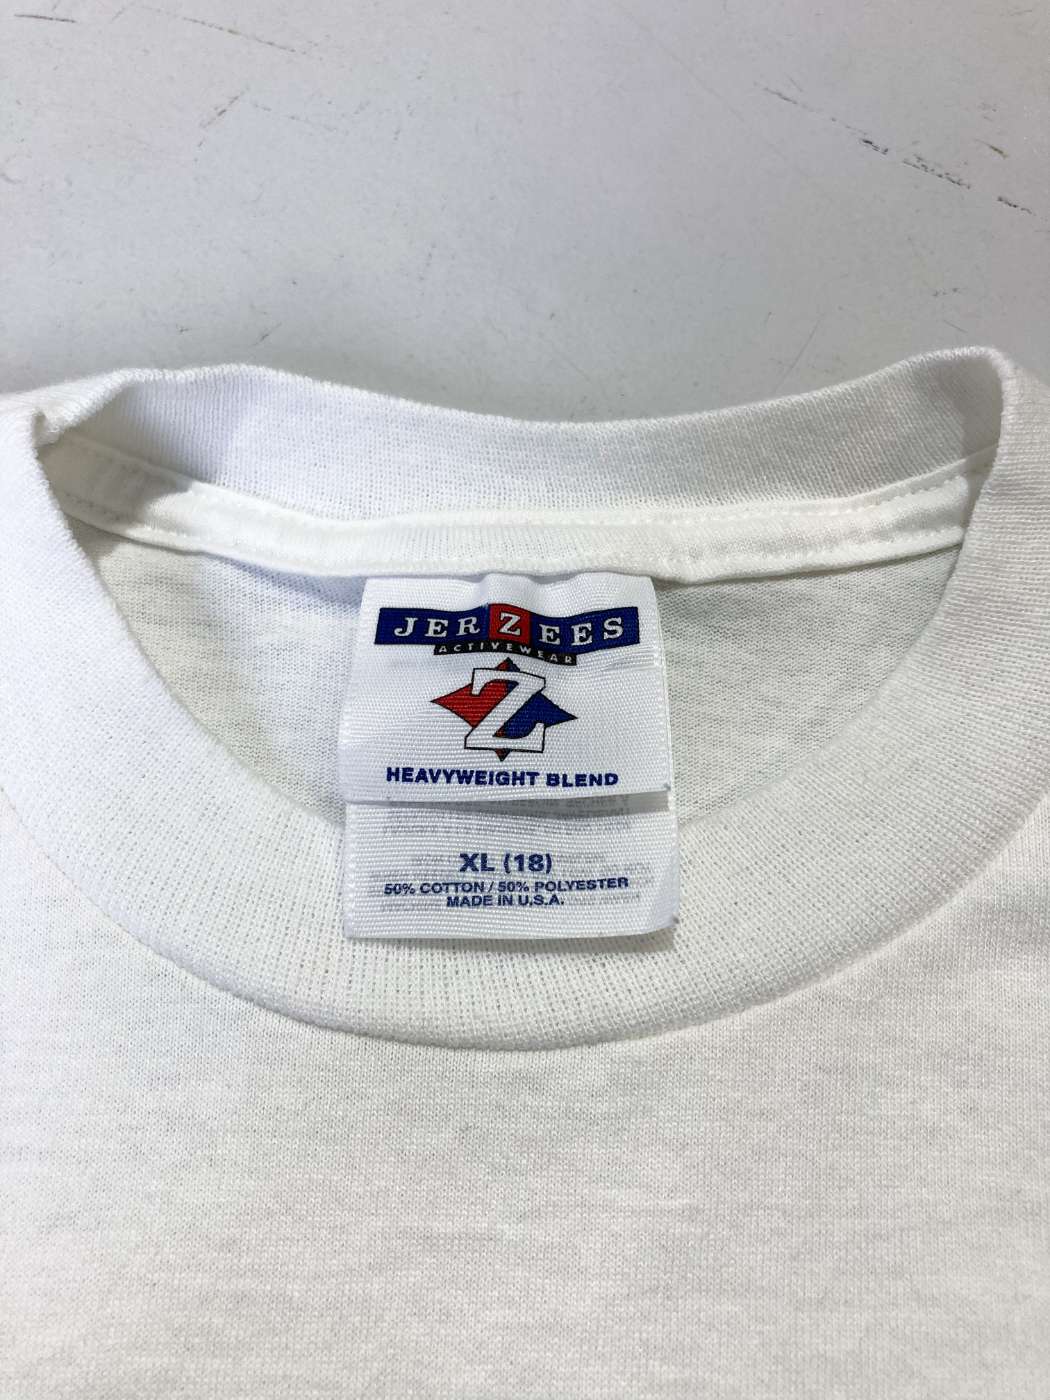 JERZEES
ACTIVEWEAR
Z
HEAVYWEIGHT BLEND
XL (18)
50% COTTON / 50% POLYESTER
MADE IN U.S.A.